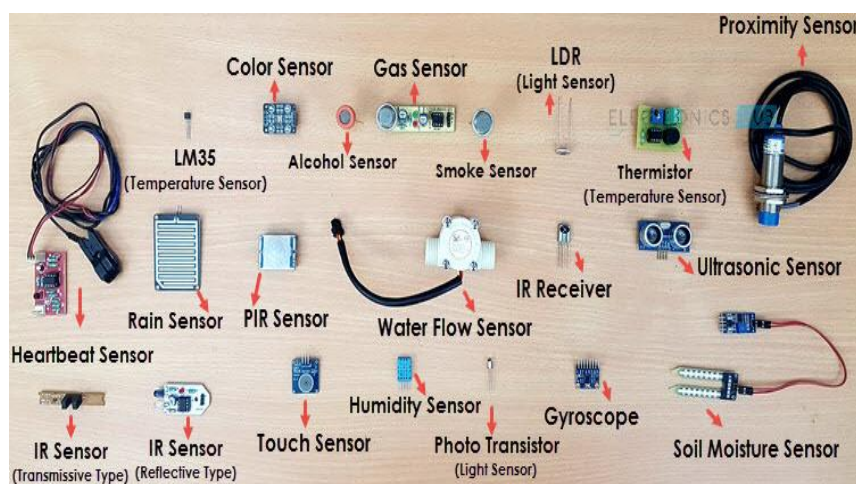 Proximity Sensor
LDR
(Light Sensor)
Color Sensor
Gas Sensor
LM35
(Temperature Sensor)
Alcohol Sensor
Smoke Sensor
Thermistor
(Temperature Sensor)
Rain Sensor
PIR Sensor
Water Flow Sensor
IR Receiver
Ultrasonic Sensor
Heartbeat Sensor
IR Sensor
(Transmissive Type)
IR Sensor
(Reflective Type)
Touch Sensor
Humidity Sensor
Photo Transistor
(Light Sensor)
Gyroscope
Soil Moisture Sensor